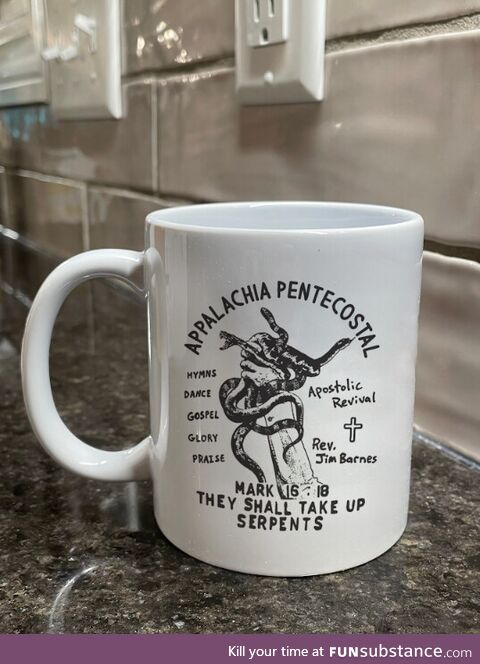 APPALACHIA PENTECOSTAL
HYMNS
DANCE
GOSPEL
GLORY
PRAISE
Apostolic
Revival
Rev.
Jim Barnes
MARK 16:18
THEY SHALL TAKE UP
SERPENTS
Kill your time at FUNsubstance.com